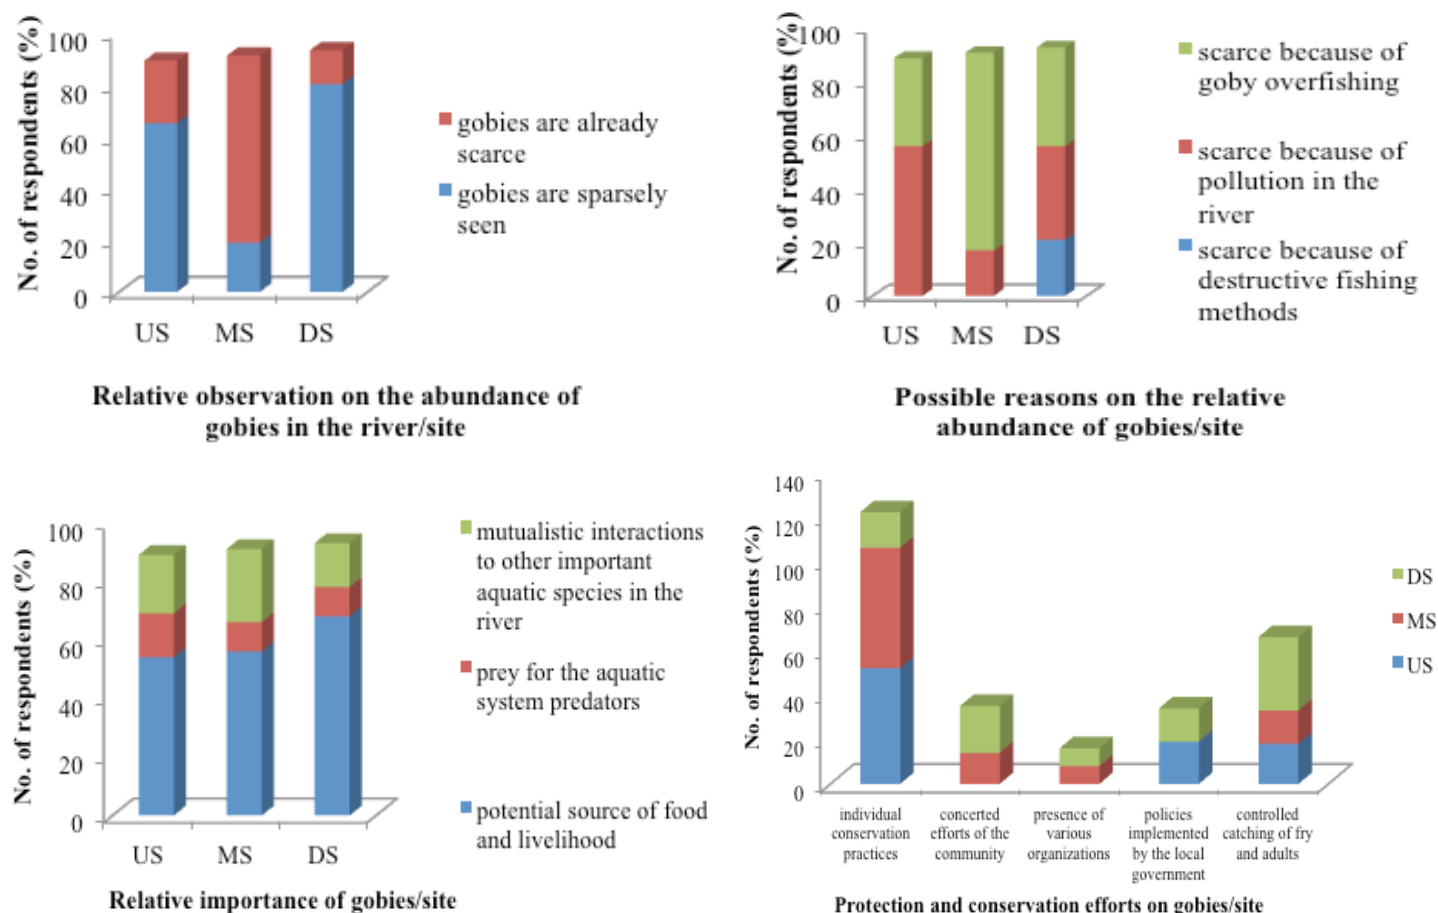 No. of respondents (%)
100
80
60
40
20
0
US MS DS
gobies are already
scarce
gobies are sparsely
seen
Relative observation on the abundance of
gobies in the river/site
No. of respondents (%)
100
80
60
40
20
0
US MS DS
scarce because of
goby overfishing
scarce because of
pollution in the
river
scarce because of
destructive fishing
methods
Possible reasons on the relative
abundance of gobies/site
No. of respondents (%)
100
80
60
40
20
0
US MS DS
mutualistic interactions
to other important
aquatic species in the
river
prey for the aquatic
system predators
potential source of food
and livelihood
Relative importance of gobies/site
No. of respondents (%)
140
120
100
80
60
40
20
0
individual
conservation
practices
concerted
efforts of the
community
presence of
various
organizations
policies
implemented
by the local
government
controlled
catching of fry
and adults
DS
MS
US
Protection and conservation efforts on gobies/site